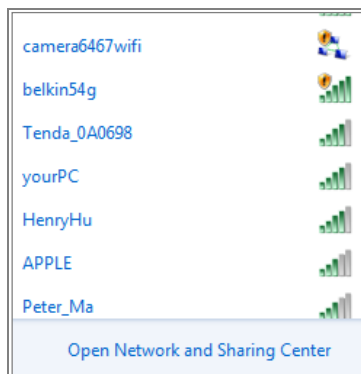 camera6467wifi
belkin54g
Tenda_0A0698
yourPC
HenryHu
APPLE
Peter_Ma
Open Network and Sharing Center